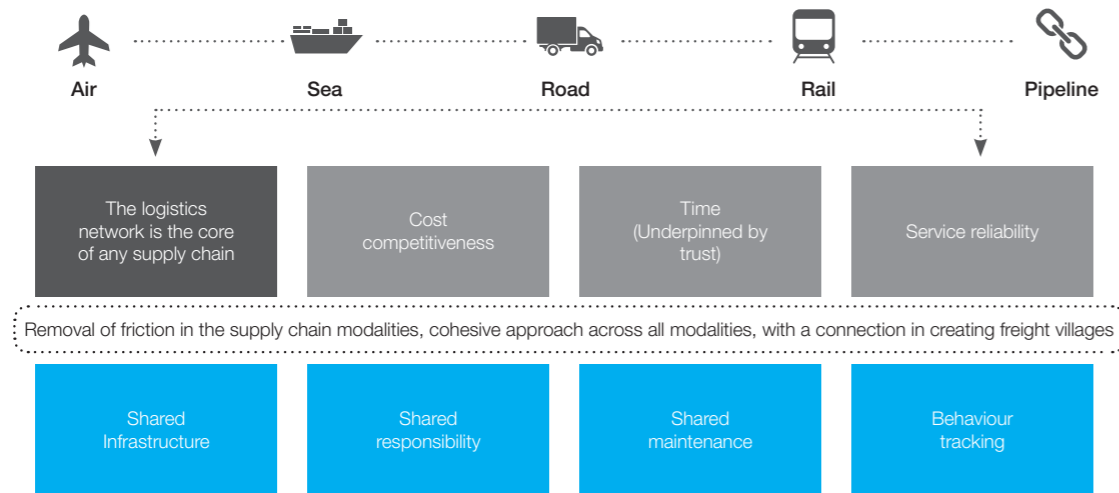 Air
Sea
Road
Rail
Pipeline
The logistics
network is the core
of any supply chain
Cost
competitiveness
Time
(Underpinned by
trust)
Service reliability
Removal of friction in the supply chain modalities, cohesive approach across all modalities, with a connection in creating freight villages
Shared
Infrastructure
Shared
responsibility
Shared
maintenance
Behaviour
tracking